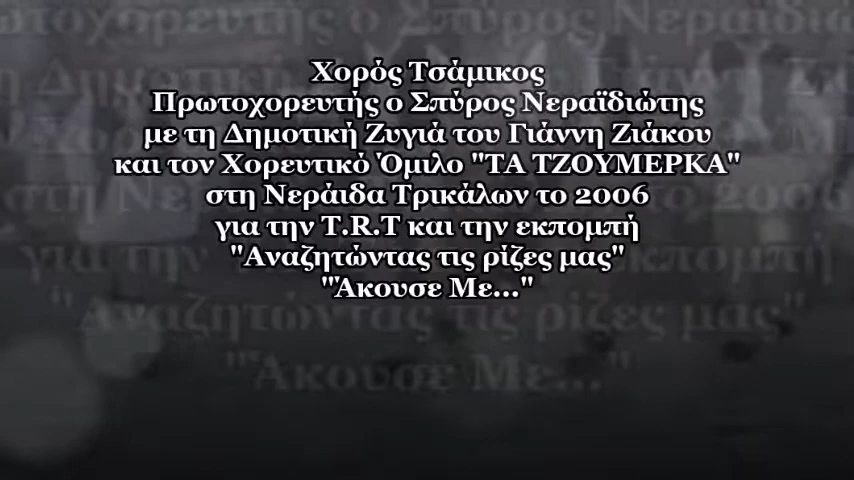 Χορός Τσάμικος
Πρωτοχορευτής ο Σπύρος Νεραϊδιώτης
με τη Δημοτική Ζυγιά του Γιάννη Ζιάκου
και τον Χορευτικό Όμιλο "ΤΑ ΤΖΟΥΜΕΡΚΑ"
στη Νεράιδα Τρικάλων το 2006
για την T.R.T και την εκπομπή
"Αναζητώντας τις ρίζες μας"
"Άκουσε Με..."